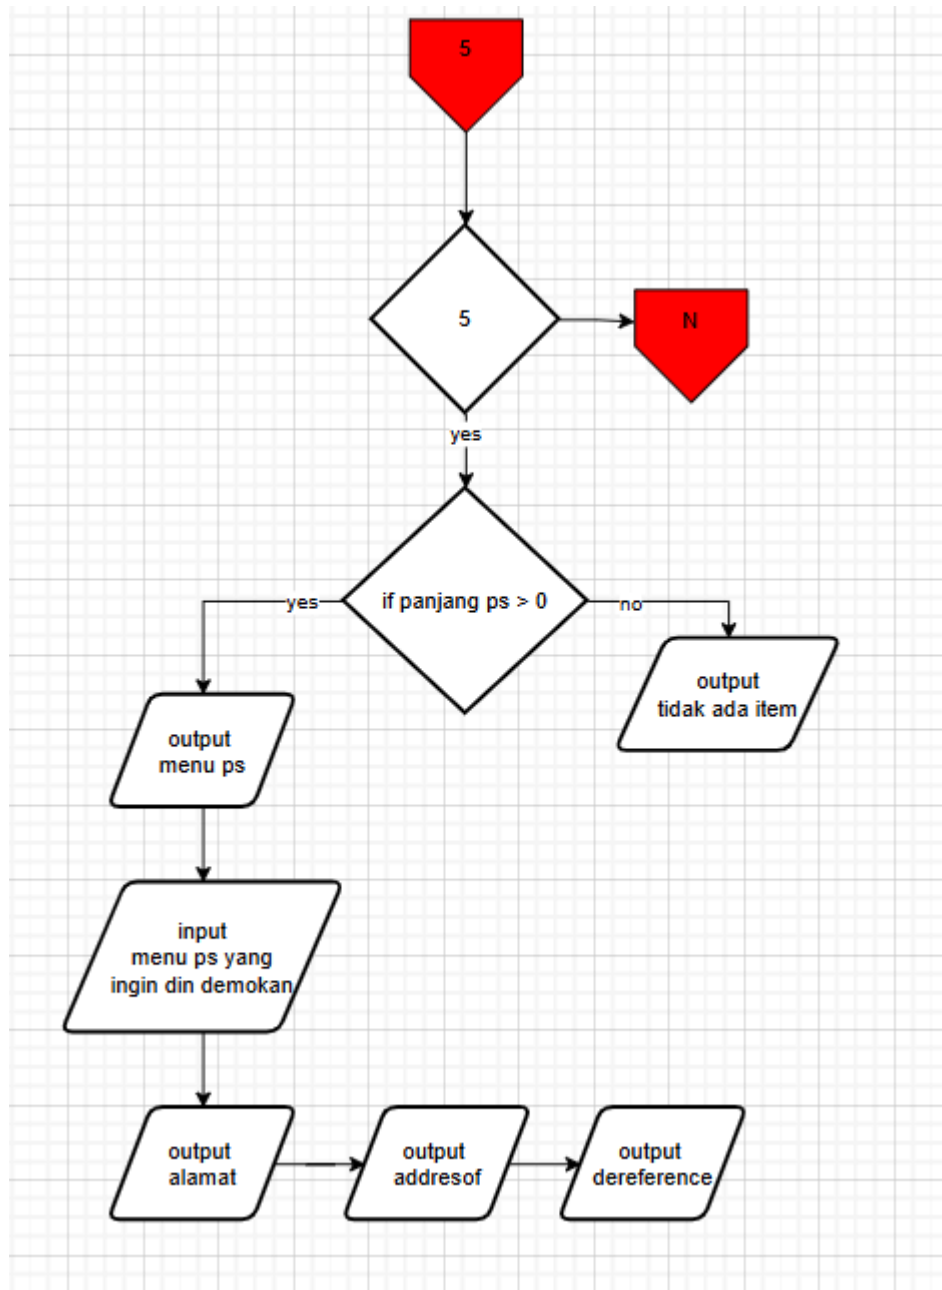 5
5
N
yes
if panjang ps > 0
yes
no
output
tidak ada item
output
menu ps
input
menu ps yang
ingin din demokan
output
alamat
output
addresof
output
dereference